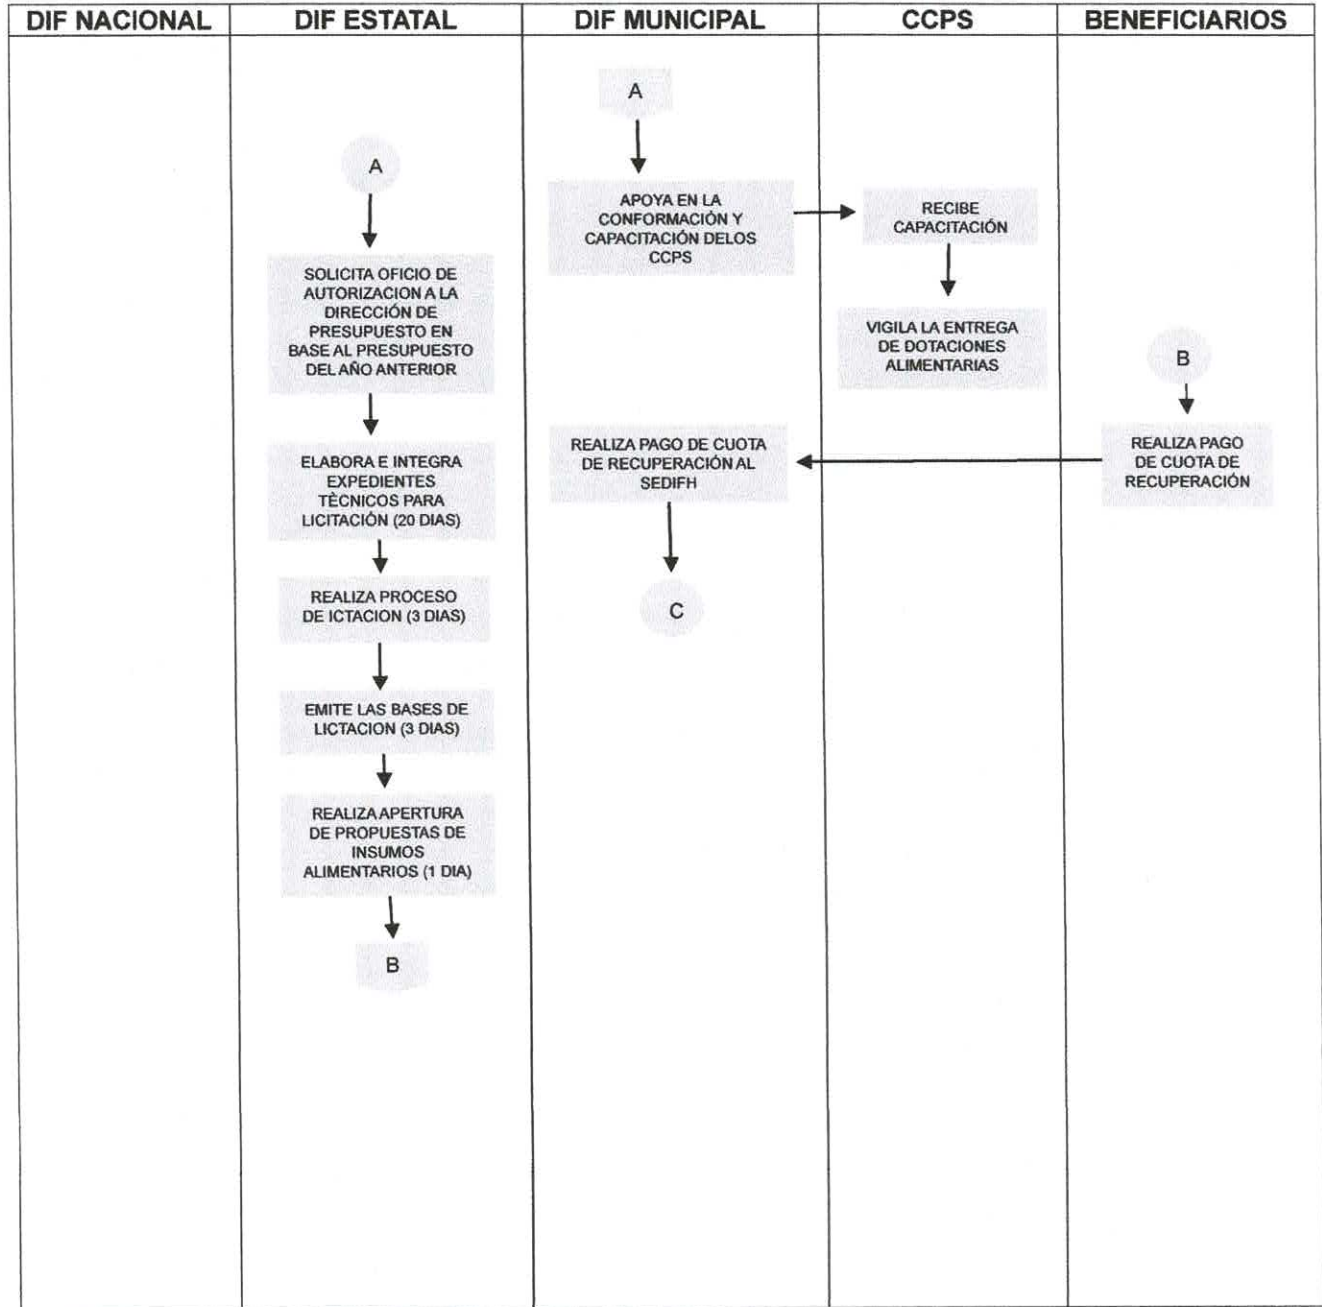 DIF NACIONAL
DIF ESTATAL
DIF MUNICIPAL
CCPS
BENEFICIARIOS
A
SOLICITA OFICIO DE
AUTORIZACION A LA
DIRECCIÓN DE
PRESUPUESTO EN
BASE AL PRESUPUESTO
DEL AÑO ANTERIOR
ELABORA E INTEGRA
EXPEDIENTES
TÈCNICOS PARA
LICITACIÓN (20 DIAS)
REALIZA PROCESO
DE ICTACION (3 DIAS)
EMITE LAS BASES DE
LICTACION (3 DIAS)
REALIZA APERTURA
DE PROPUESTAS DE
INSUMOS
ALIMENTARIOS (1 DIA)
B
A
APOYA EN LA
CONFORMACIÓN Y
CAPACITACIÓN DELOS
CCPS
RECIBE
CAPACITACIÓN
VIGILA LA ENTREGA
DE DOTACIONES
ALIMENTARIAS
B
REALIZA PAGO
DE CUOTA DE
RECUPERACIÓN
REALIZA PAGO DE CUOTA
DE RECUPERACIÓN AL
SEDIFH
C